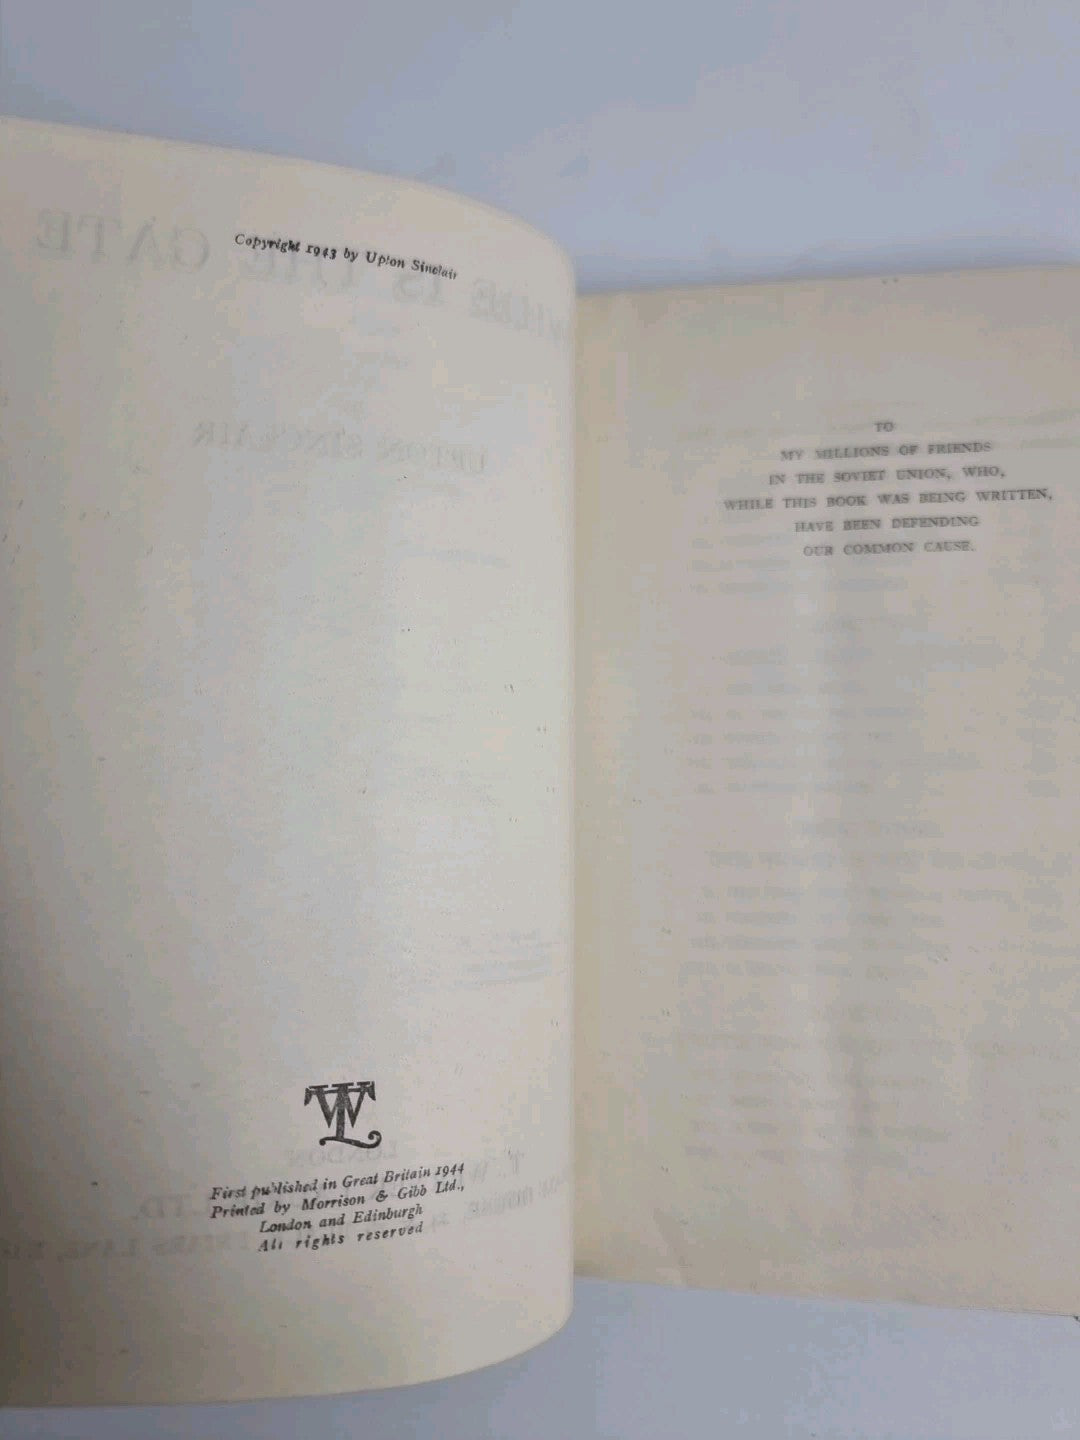 Copyright 1943 by Upton Sinclair
TWL
First published in Great Britain 1944
Printed by Morrison & Gibb Ltd.,
London and Edinburgh
All rights reserved
TO
MY MILLIONS OF FRIENDS
IN THE SOVIET UNION, WHO,
WHILE THIS BOOK WAS BEING WRITTEN,
HAVE BEEN DEFENDING
OUR COMMON CAUSE.